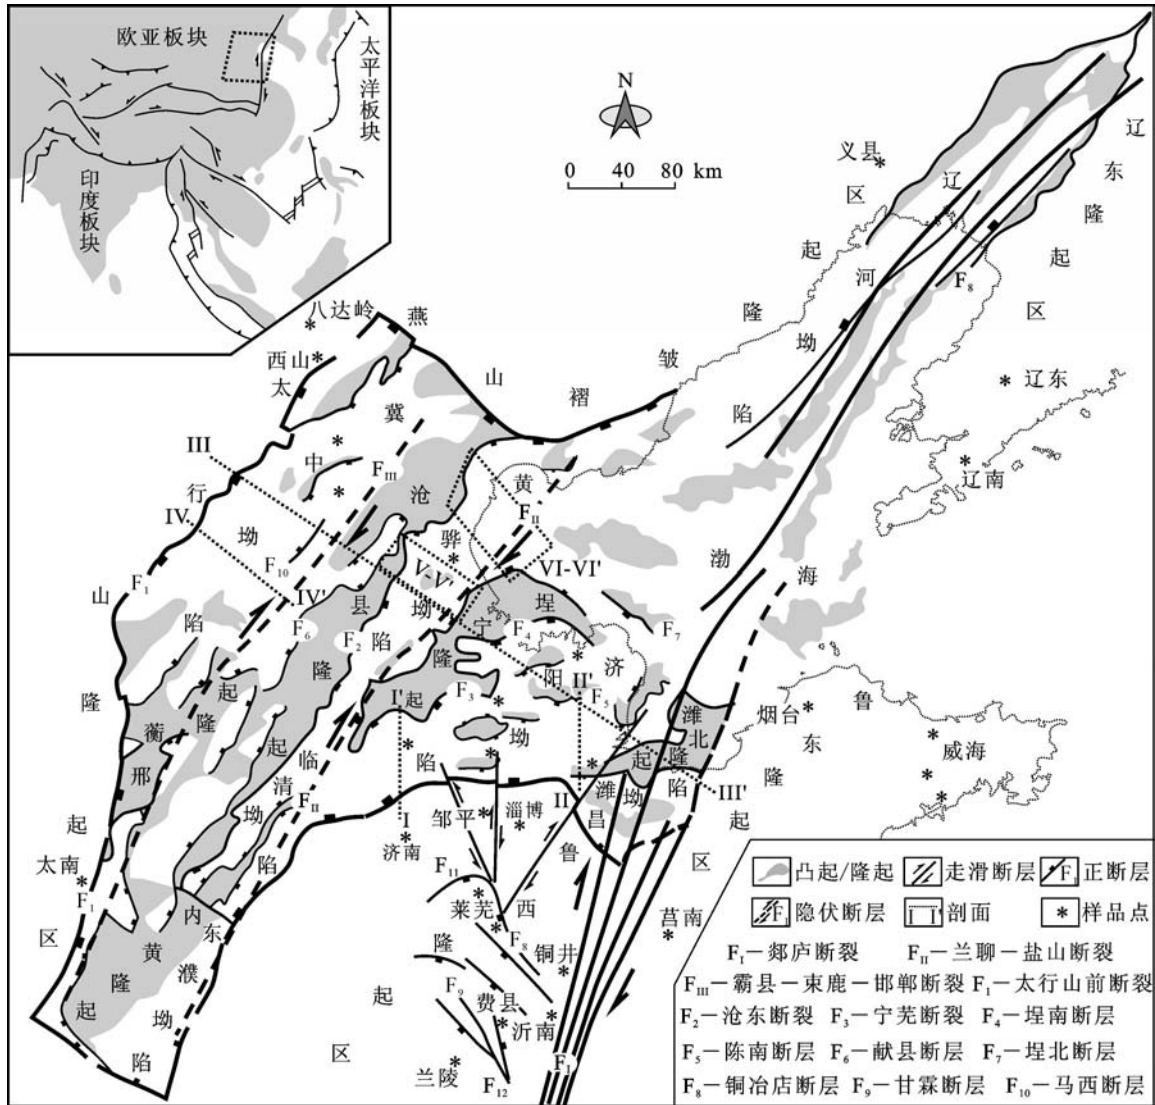 欧亚板块
太平洋板块
印度板块
N
0 40 80 km
义县
辽东隆起区
辽河坳陷
隆起区
F8
辽东
辽南
八达岭
西山
燕山褶皱
太行山隆起区
冀中坳陷
沧县隆起
黄骅坳陷
渤海
III
IV
IV'
V-V'
VI-VI'
FIII
FII
F1
F10
F6
F2
F4
F7
F3
F5
埕宁隆起
济阳坳陷
I'
II'
I
II
III'
潍北隆起
潍北
昌潍坳陷
烟台
威海
鲁东隆起区
衡
邢
隆起
临清坳陷
FII
太南
F1
内黄隆起
东濮坳陷
邹平
淄博
济南
F11
莱芜
F8
铜井
鲁西隆起区
F9
费县
沂南
兰陵
F12
FI
莒南
凸起/隆起
走滑断层
F1 正断层
F1 隐伏断层
I I' 剖面
* 样品点
FI—郯庐断裂 FII—兰聊—盐山断裂
FIII—霸县—束鹿—邯郸断裂 F1—太行山前断裂
F2—沧东断裂 F3—宁芜断裂 F4—埕南断层
F5—陈南断层 F6—献县断层 F7—埕北断层
F8—铜冶店断层 F9—甘霖断层 F10—马西断层